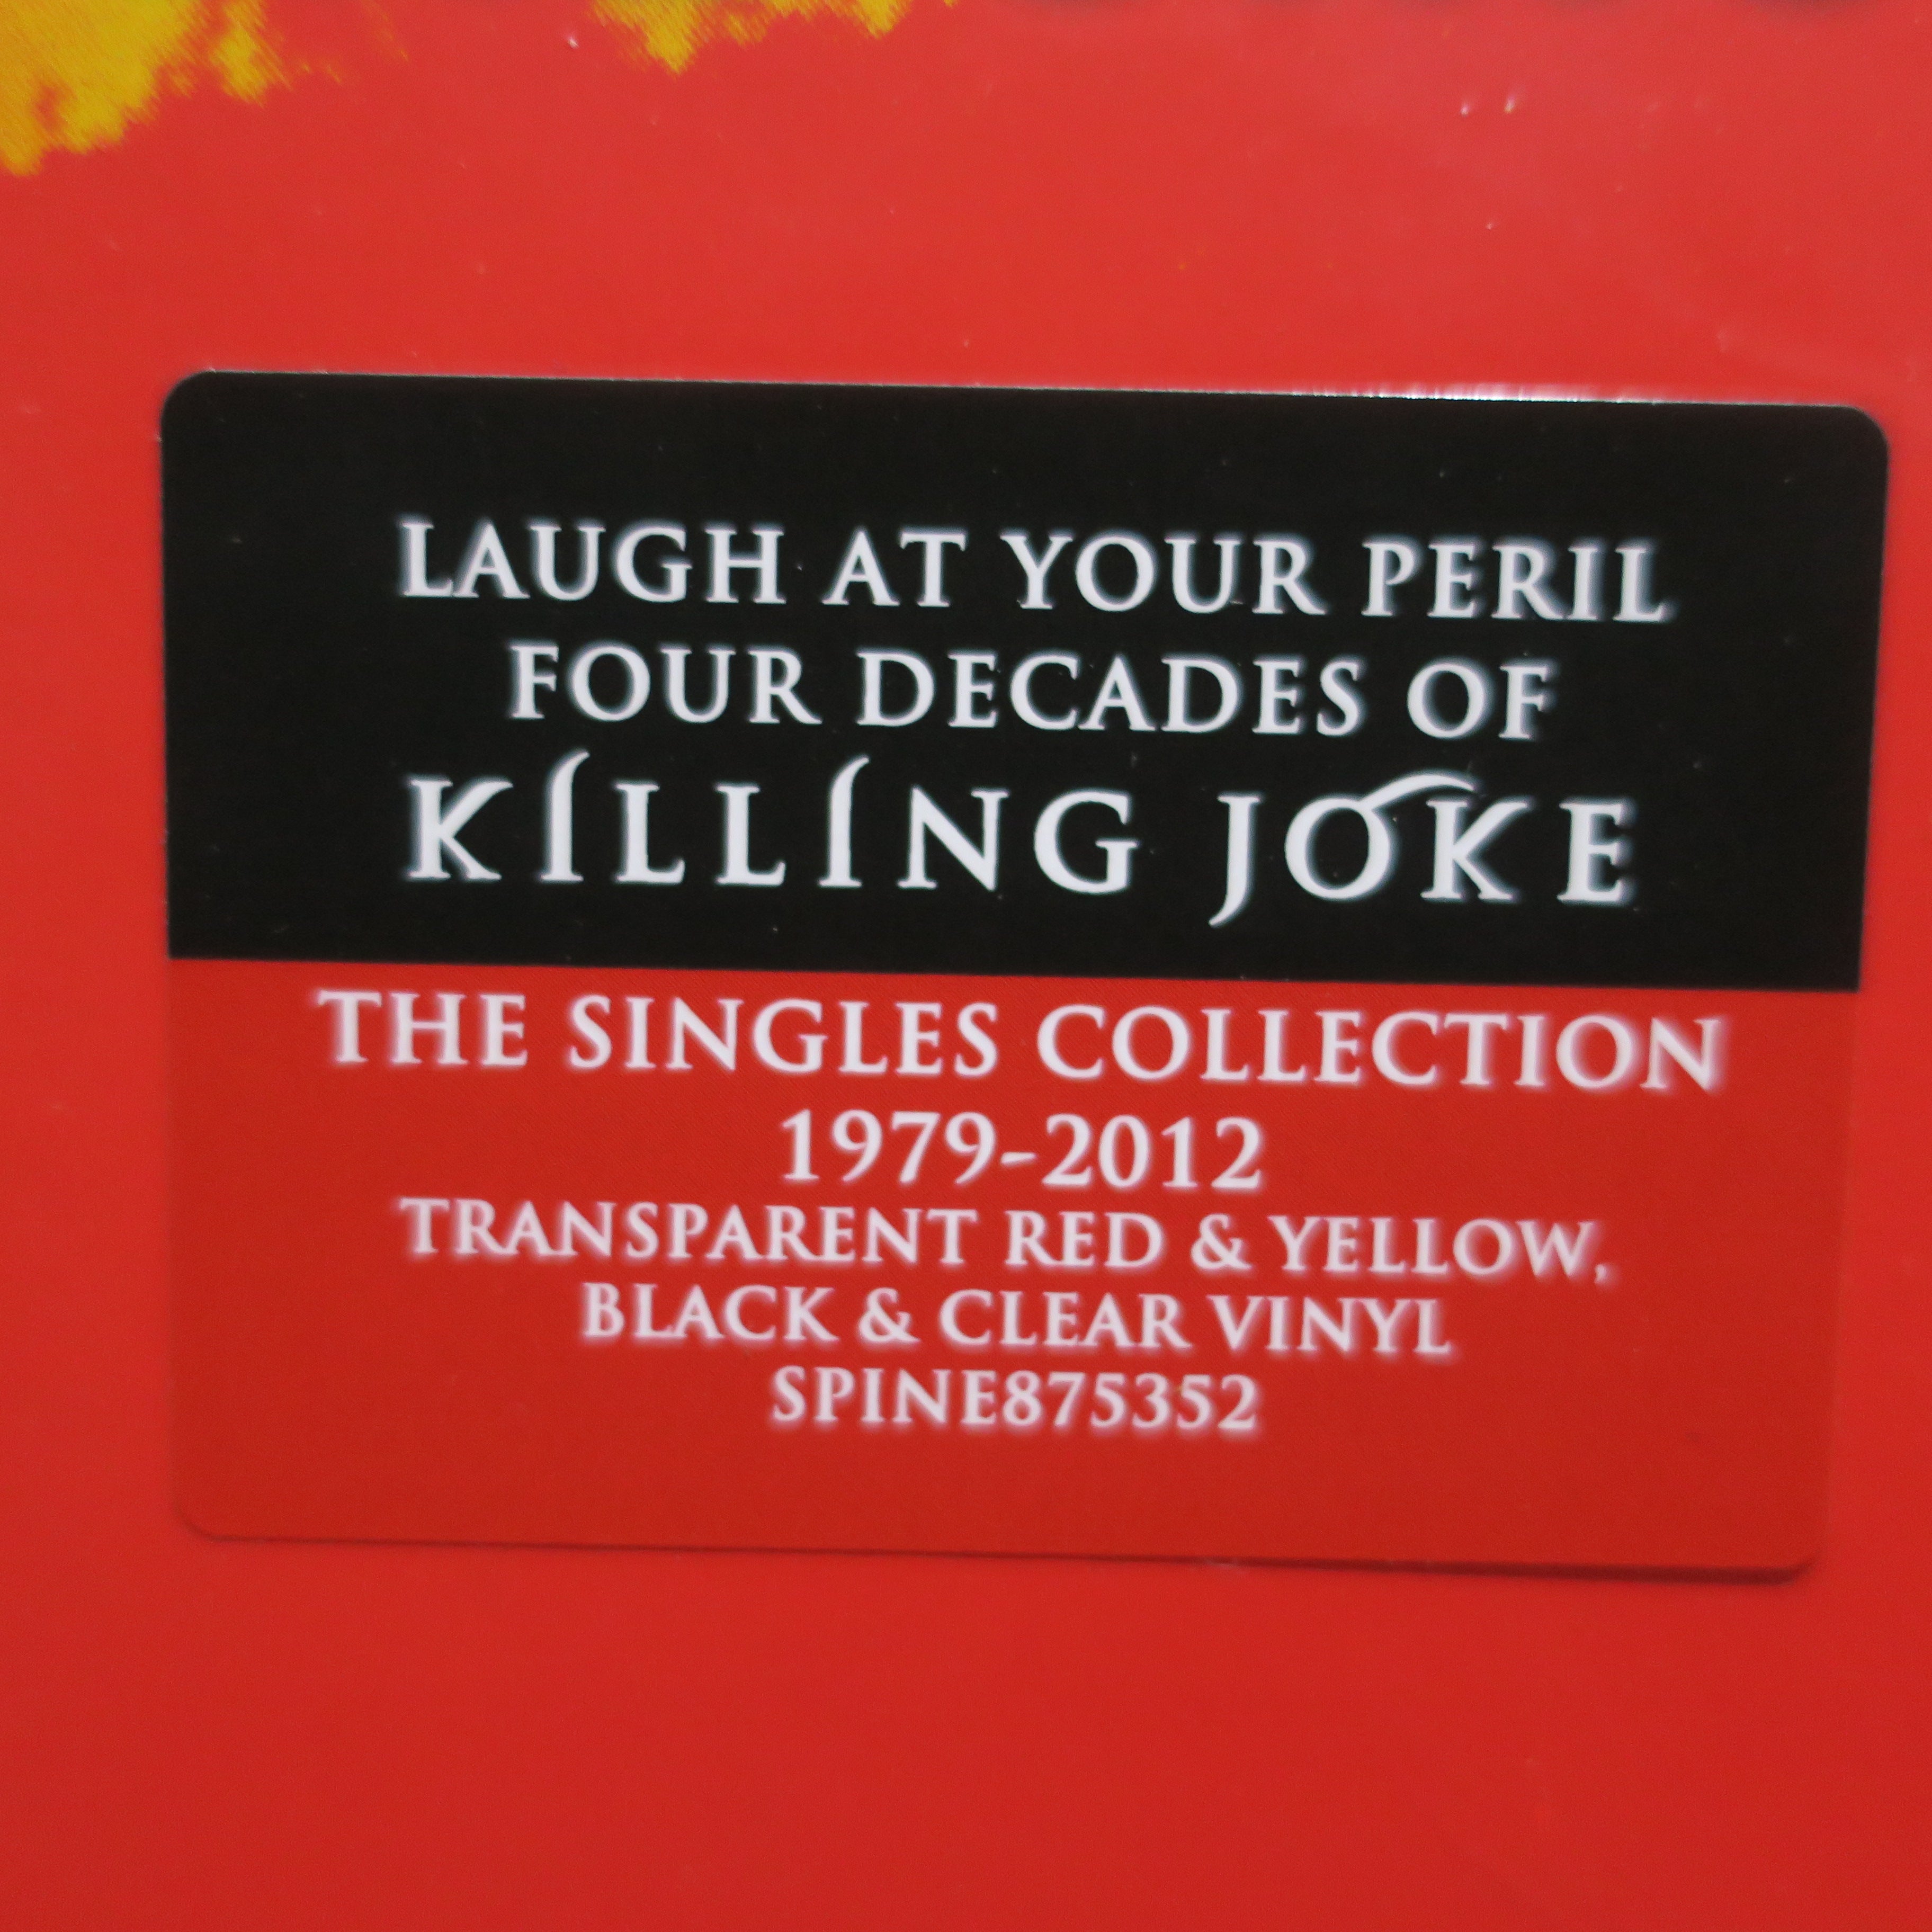 LAUGH AT YOUR PERIL
FOUR DECADES OF
KILLING JOKE
THE SINGLES COLLECTION
1979-2012
TRANSPARENT RED & YELLOW,
BLACK & CLEAR VINYL
SPINE875352